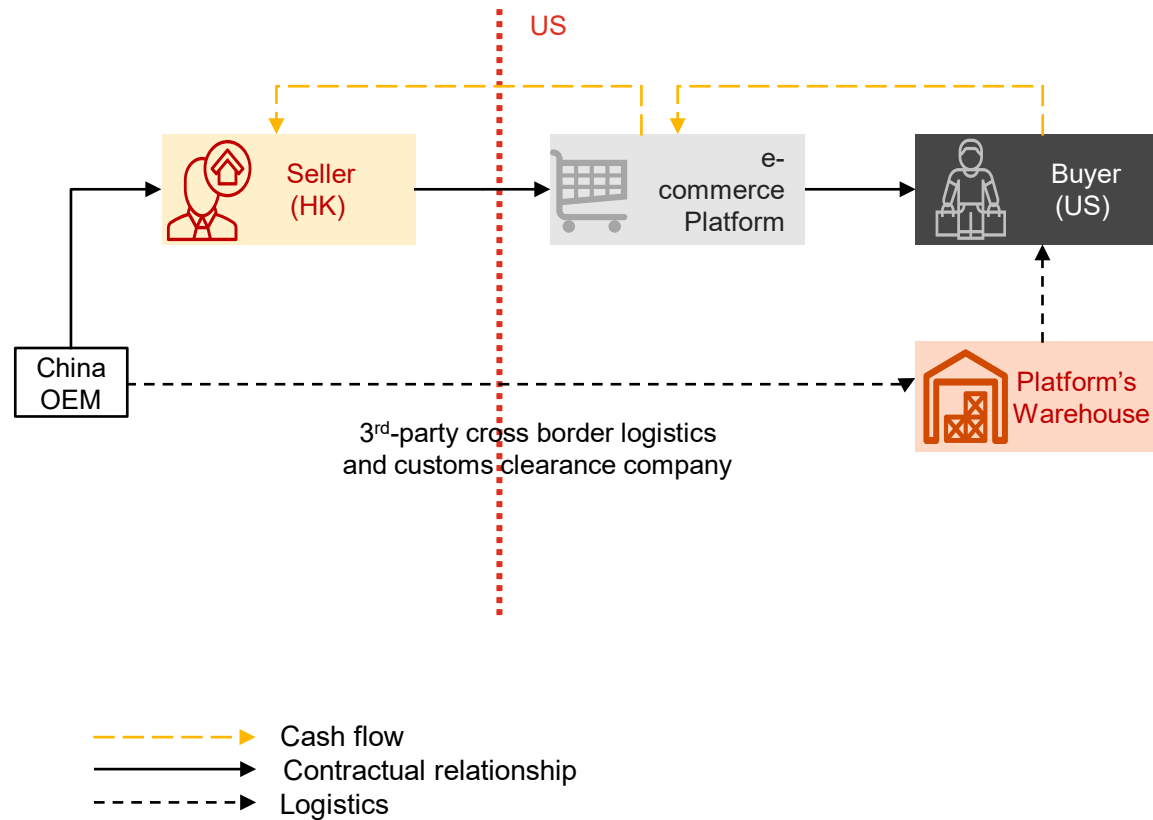 US
Seller
(HK)
e-
commerce
Platform
Buyer
(US)
China
OEM
Platform’s
Warehouse
3rd-party cross border logistics
and customs clearance company
Cash flow
Contractual relationship
Logistics